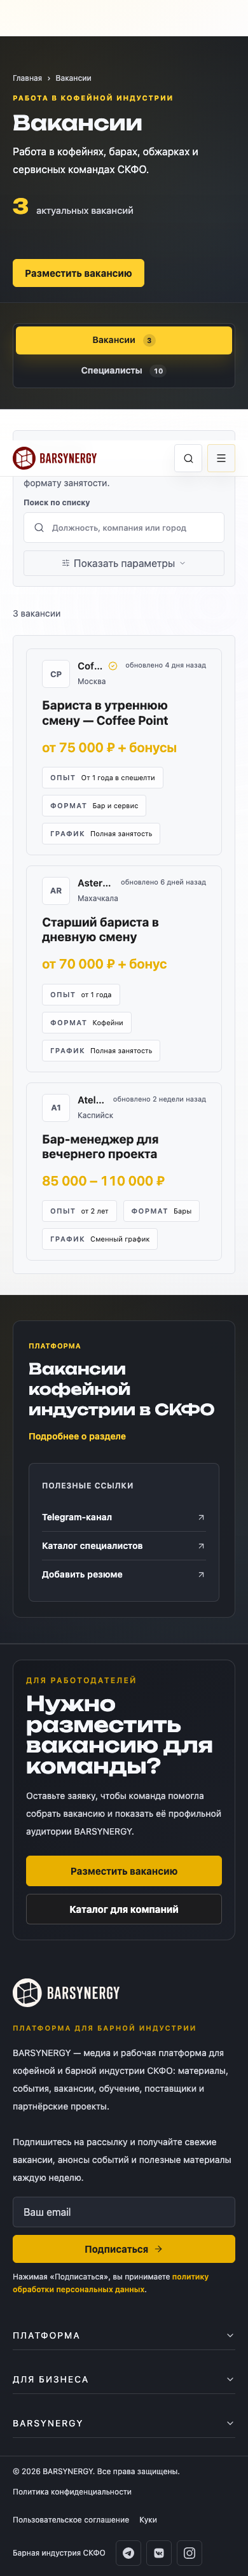 Главная › Вакансии
РАБОТА В КОФЕЙНОЙ ИНДУСТРИИ
Вакансии
Работа в кофейнях, барах, обжарках и
сервисных командах СКФО.
3 актуальных вакансий
Разместить вакансию
Вакансии 3
Специалисты 10
BARSYNERGY
формату занятости.
Поиск по списку
Должность, компания или город
Показать параметры
3 вакансии
CP Cof... обновлено 4 дня назад
Москва
Бариста в утреннюю
смену — Coffee Point
от 75 000 ₽ + бонусы
ОПЫТ От 1 года в спешелти
ФОРМАТ Бар и сервис
ГРАФИК Полная занятость
AR Aster... обновлено 6 дней назад
Махачкала
Старший бариста в
дневную смену
от 70 000 ₽ + бонус
ОПЫТ от 1 года
ФОРМАТ Кофейни
ГРАФИК Полная занятость
A1 Atel... обновлено 2 недели назад
Каспийск
Бар-менеджер для
вечернего проекта
85 000 – 110 000 ₽
ОПЫТ от 2 лет ФОРМАТ Бары
ГРАФИК Сменный график
ПЛАТФОРМА
Вакансии
кофейной
индустрии в СКФО
Подробнее о разделе
ПОЛЕЗНЫЕ ССЫЛКИ
Telegram-канал
Каталог специалистов
Добавить резюме
ДЛЯ РАБОТОДАТЕЛЕЙ
Нужно
разместить
вакансию для
команды?
Оставьте заявку, чтобы команда помогла
собрать вакансию и показать её профильной
аудитории BARSYNERGY.
Разместить вакансию
Каталог для компаний
BARSYNERGY
ПЛАТФОРМА ДЛЯ БАРНОЙ ИНДУСТРИИ
BARSYNERGY — медиа и рабочая платформа для
кофейной и барной индустрии СКФО: материалы,
события, вакансии, обучение, поставщики и
партнёрские проекты.
Подпишитесь на рассылку и получайте свежие
вакансии, анонсы событий и полезные материалы
каждую неделю.
Ваш email
Подписаться →
Нажимая «Подписаться», вы принимаете политику
обработки персональных данных.
ПЛАТФОРМА
ДЛЯ БИЗНЕСА
BARSYNERGY
© 2026 BARSYNERGY. Все права защищены.
Политика конфиденциальности
Пользовательское соглашение Куки
Барная индустрия СКФО